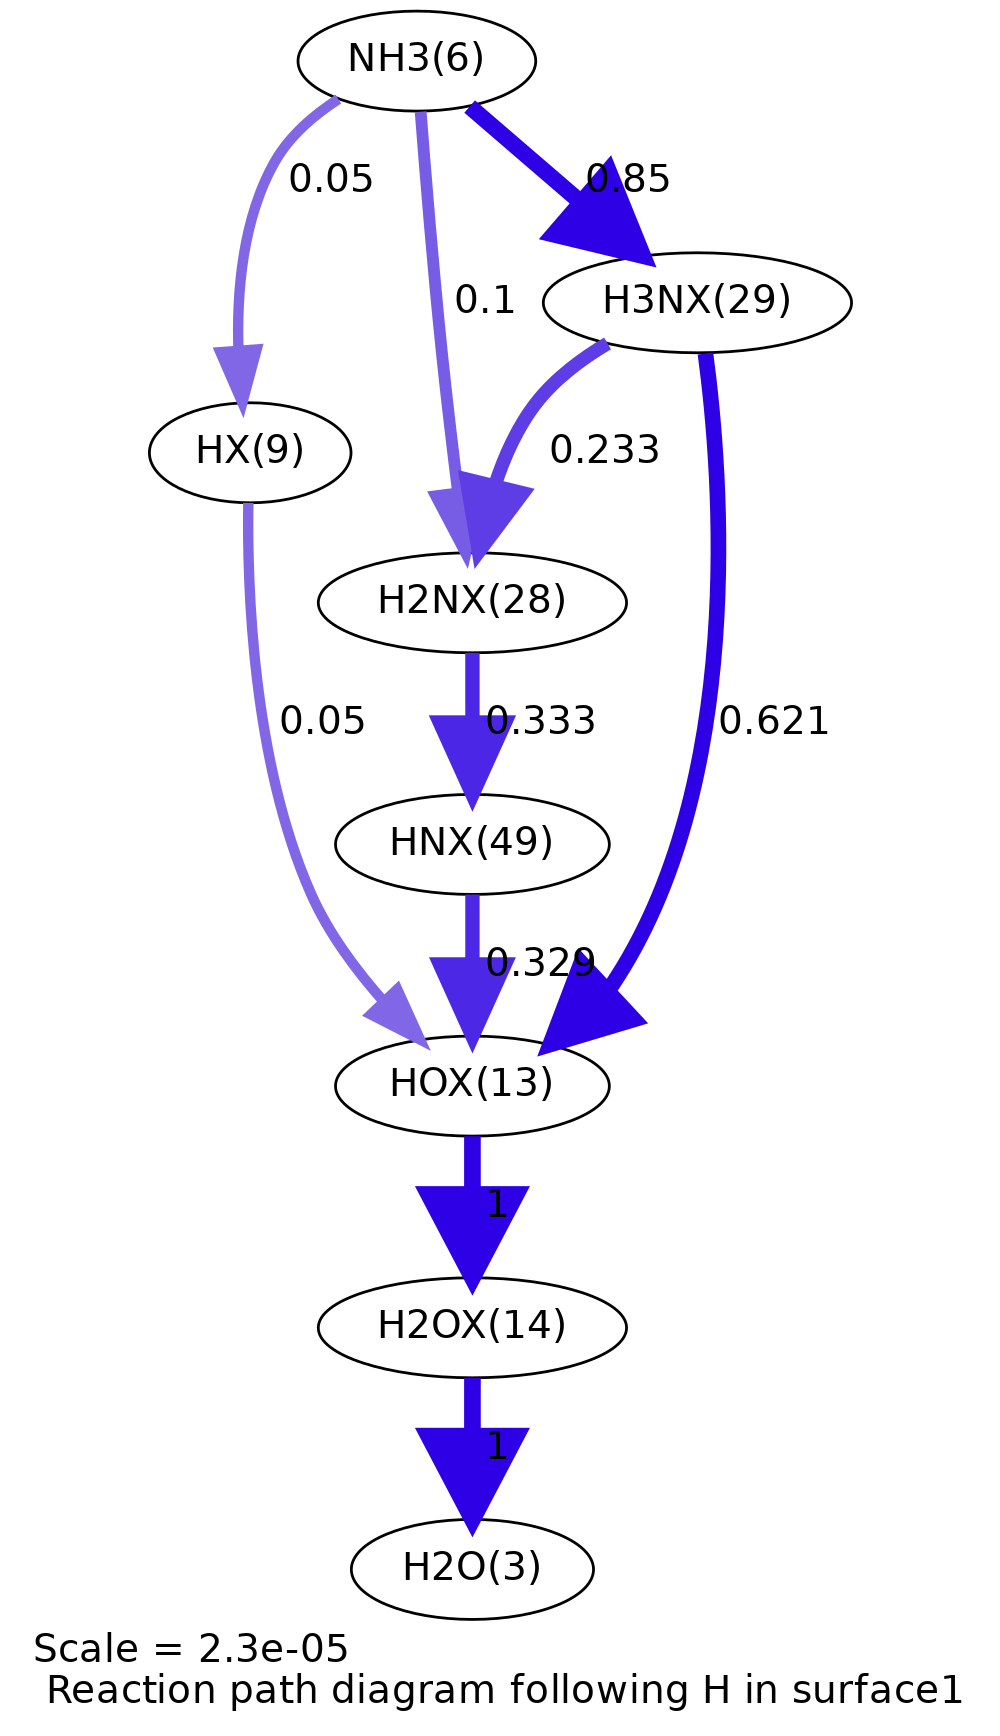 NH3(6)
0.05
0.85
0.1
H3NX(29)
HX(9)
0.233
H2NX(28)
0.05
0.333
0.621
HNX(49)
0.329
HOX(13)
1
H2OX(14)
1
H2O(3)
Scale = 2.3e-05
Reaction path diagram following H in surface1